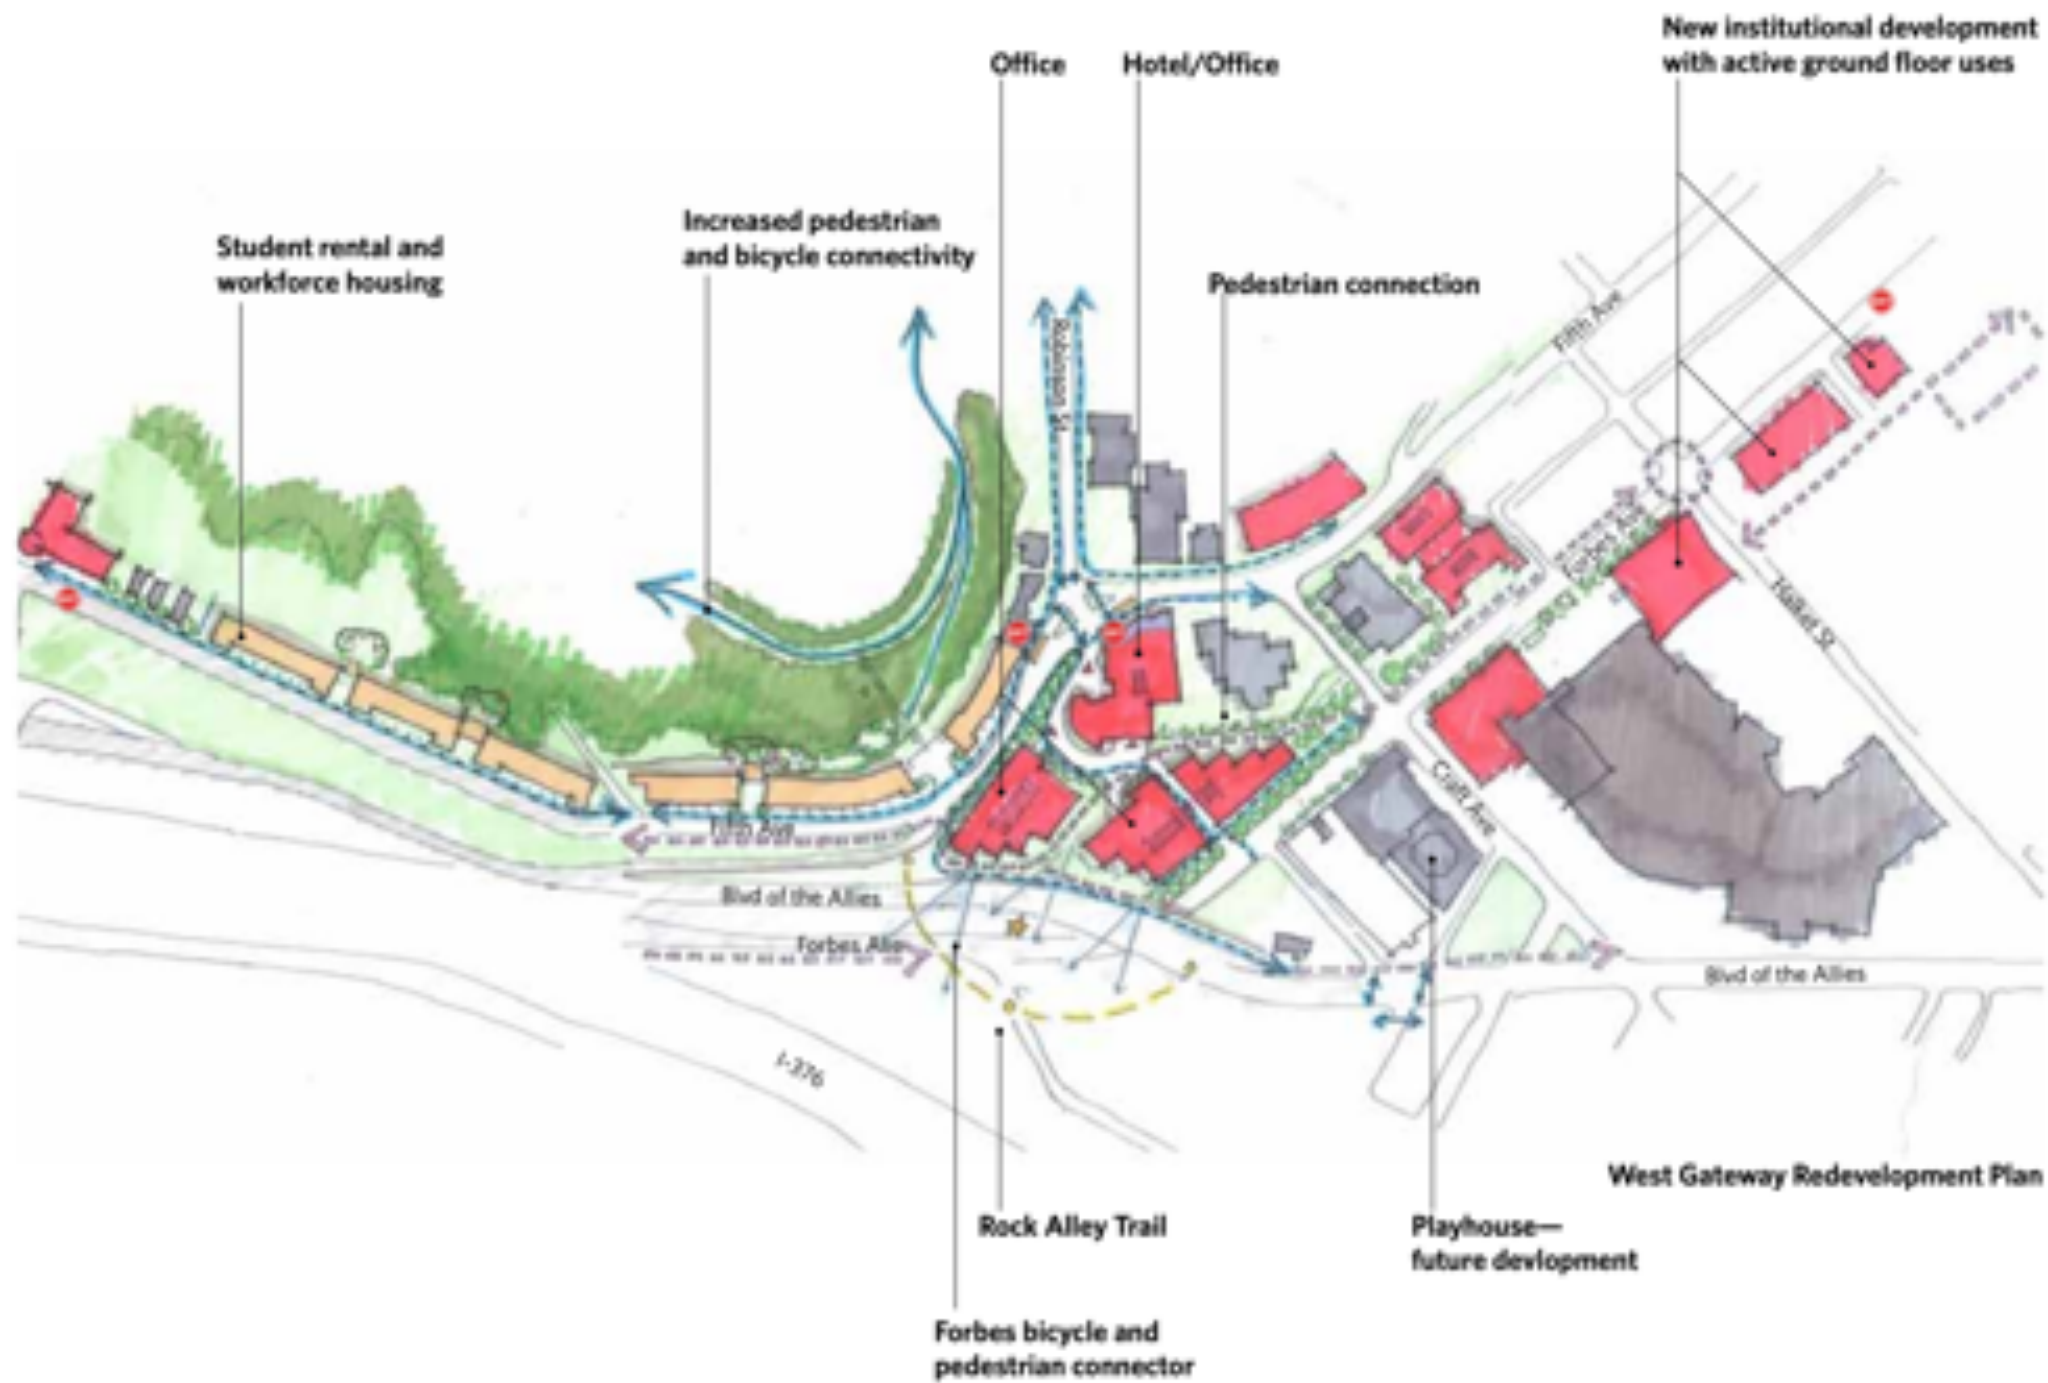 New institutional development
with active ground floor uses
Office
Hotel/Office
Increased pedestrian
and bicycle connectivity
Student rental and
workforce housing
Pedestrian connection
Robinson St
Fifth Ave
Forbes Ave
Halket St
Craft Ave
Fifth Ave
Blvd of the Allies
Forbes Ave
Blvd of the Allies
I-376
West Gateway Redevelopment Plan
Rock Alley Trail
Playhouse—
future devlopment
Forbes bicycle and
pedestrian connector